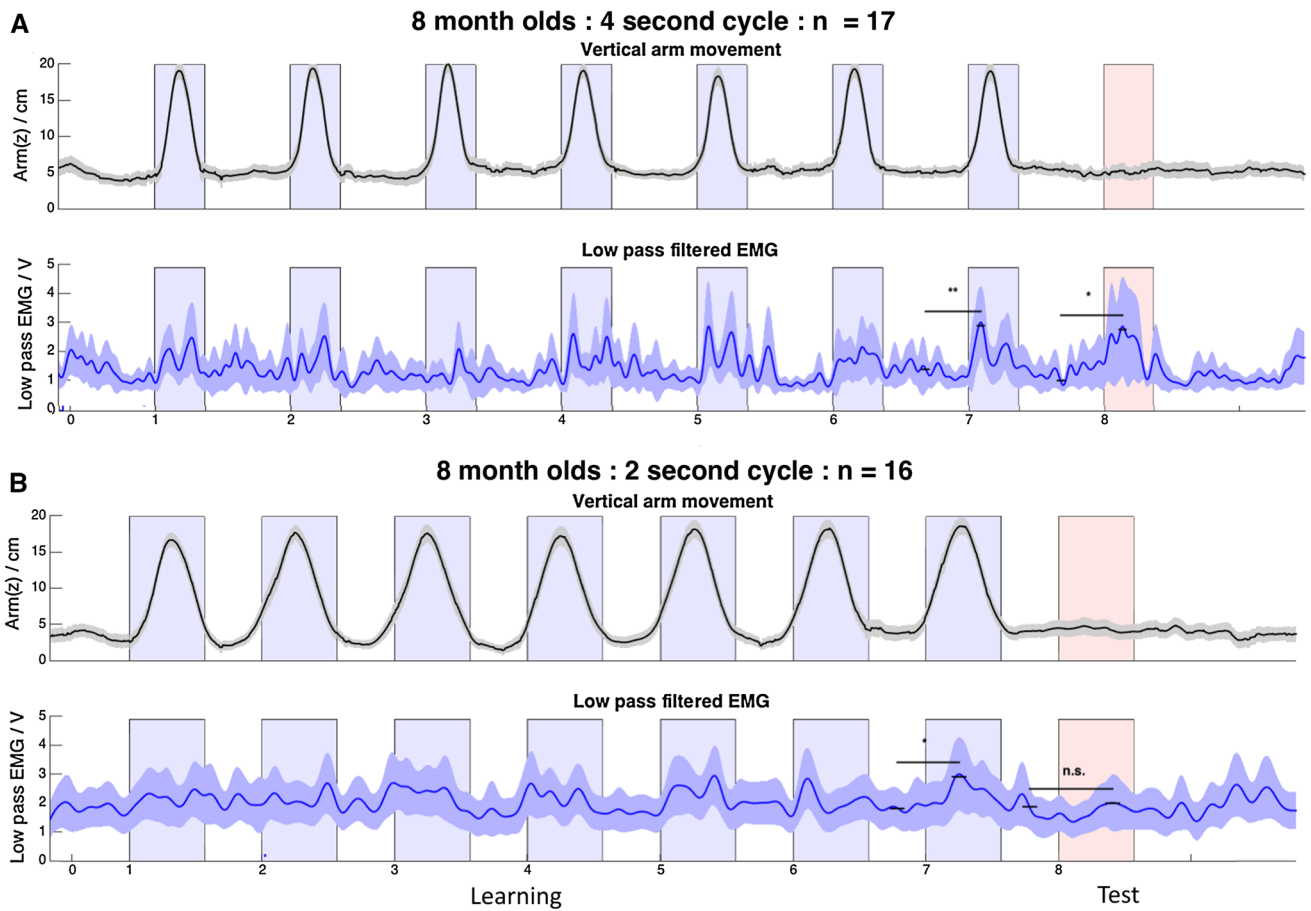 A
8 month olds : 4 second cycle : n = 17
Vertical arm movement
Arm(z) / cm
20
15
10
5
0
Low pass filtered EMG
Low pass EMG / V
5
4
3
2
1
0
**
*
0 1 2 3 4 5 6 7 8
B
8 month olds : 2 second cycle : n = 16
Vertical arm movement
Arm(z) / cm
20
15
10
5
0
Low pass filtered EMG
Low pass EMG / V
5
4
3
2
1
0
*
n.s.
0 1 2 3 4 5 6 7 8
Learning Test